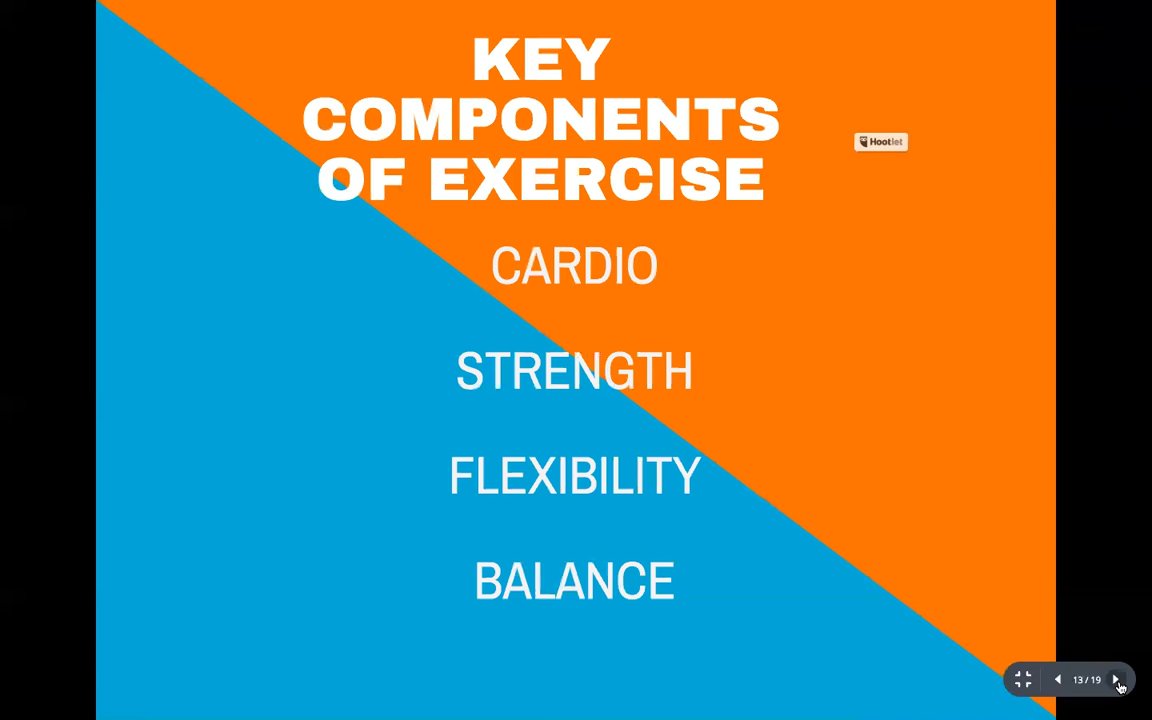 KEY
COMPONENTS
OF EXERCISE
Hootlet
CARDIO
STRENGTH
FLEXIBILITY
BALANCE
13 / 19